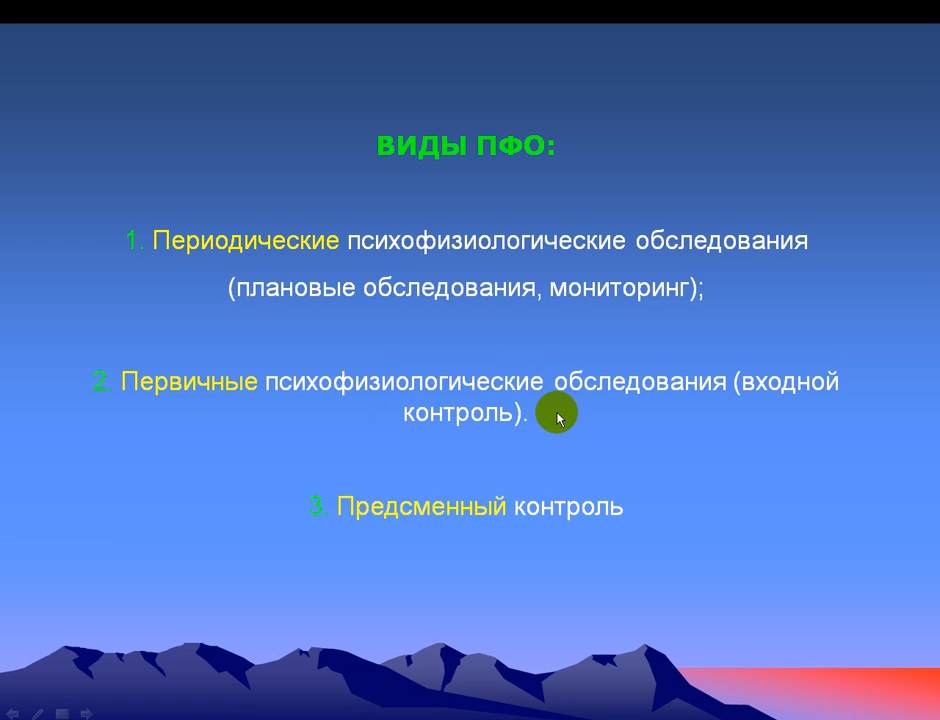 ВИДЫ ПФО:
1. Периодические психофизиологические обследования
(плановые обследования, мониторинг);
2. Первичные психофизиологические обследования (входной
контроль).
3. Предсменный контроль